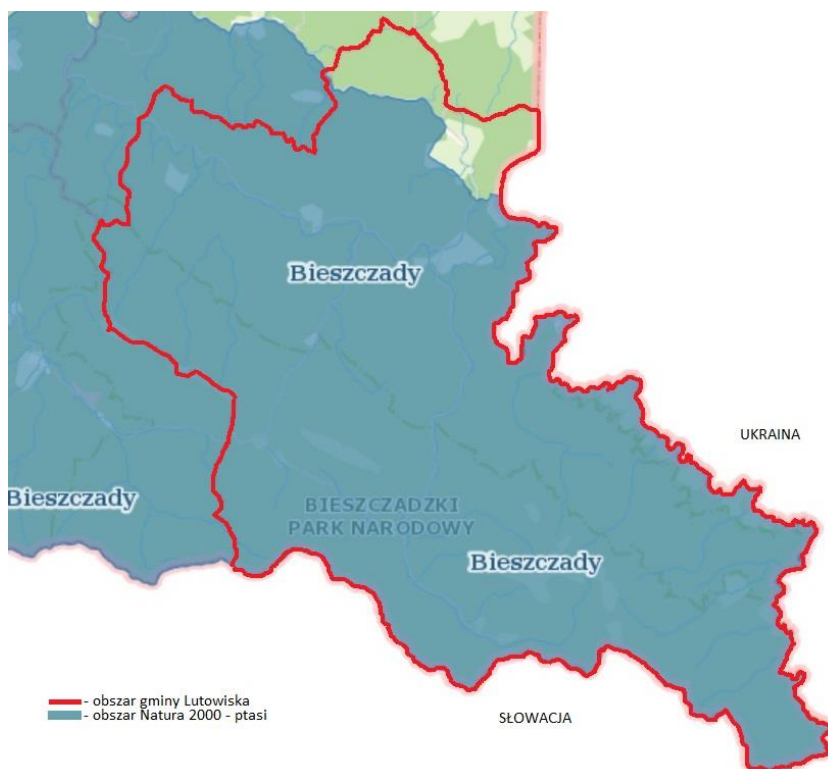 Bieszczady
UKRAINA
Bieszczady
BIESZCZADZKI
PARK NARODOWY
Bieszczady
- obszar gminy Lutowiska
- obszar Natura 2000 - ptasi
SŁOWACJA